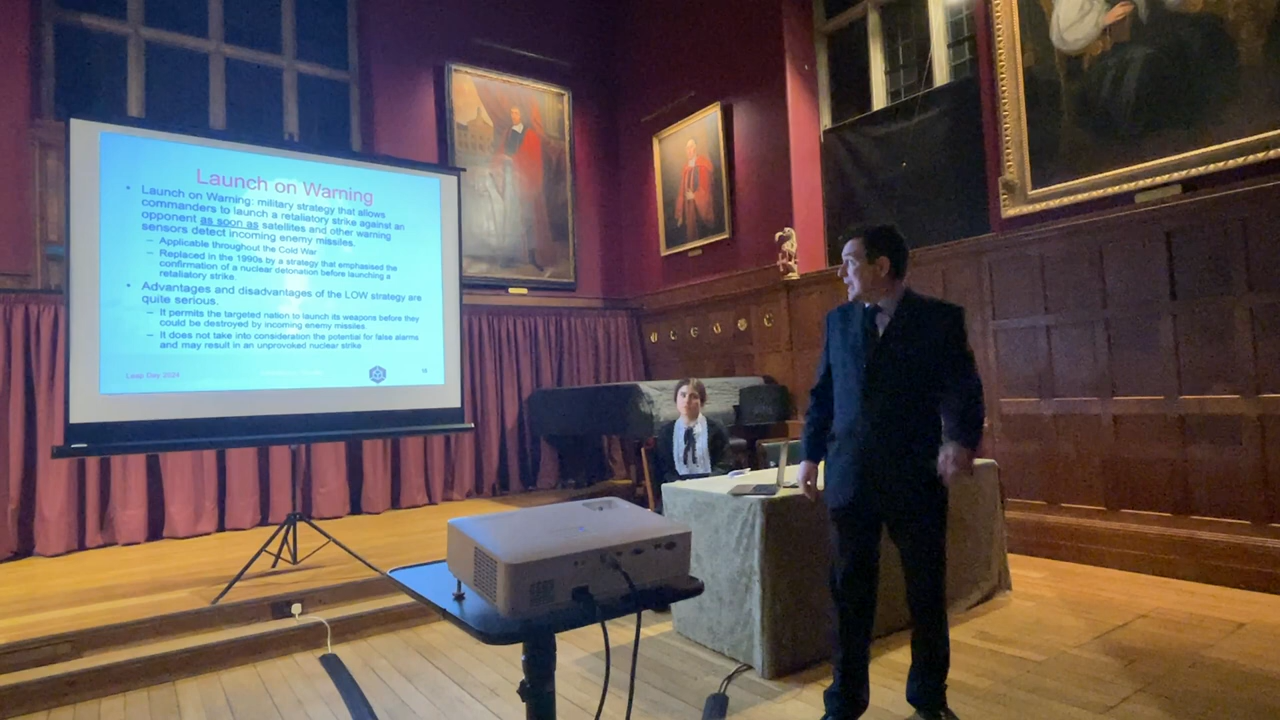 Launch on Warning
• Launch on Warning: military strategy that allows
commanders to launch a retaliatory strike against an
opponent as soon as satellites and other warning
sensors detect incoming enemy missiles.
– Applicable throughout the Cold War
– Replaced in the 1990s by a strategy that emphasised the
confirmation of a nuclear detonation before launching a
retaliatory strike.
• Advantages and disadvantages of the LOW strategy are
quite serious.
– It permits the targeted nation to launch its weapons before they
could be destroyed by incoming enemy missiles.
– It does not take into consideration the potential for false alarms
and may result in an unprovoked nuclear strike
Leap Day 2024